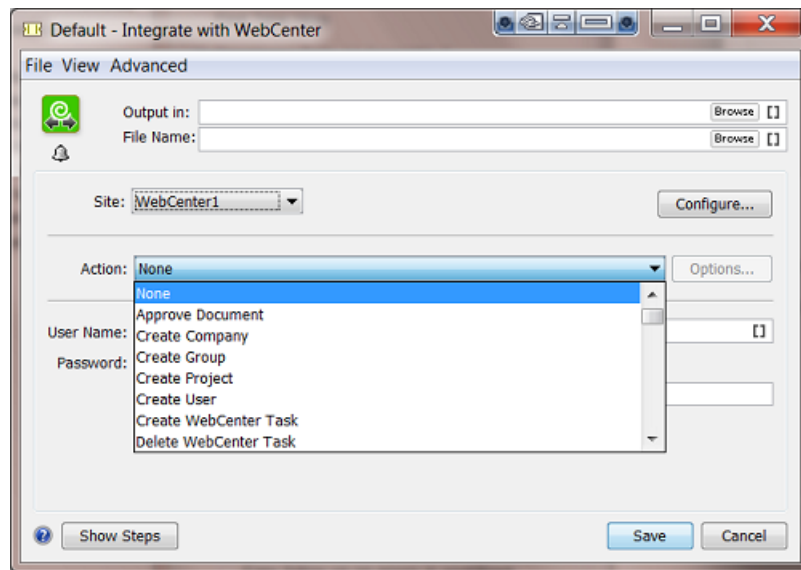 Default - Integrate with WebCenter
File View Advanced
Output in: Browse []
File Name: Browse []
Site: WebCenter1 Configure...
Action: None Options...
None
Approve Document
Create Company
Create Group
Create Project
Create User
Create WebCenter Task
Delete WebCenter Task
User Name: []
Password:
? Show Steps Save Cancel